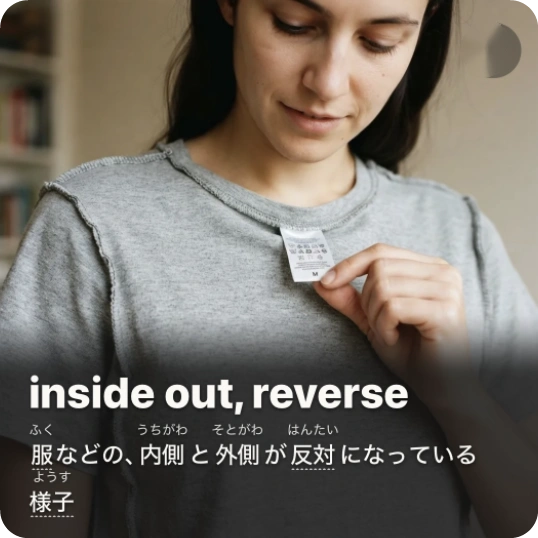 inside out, reverse
ふく うちがわ そとがわ はんたい
服などの、内側と外側が反対になっている
ようす
様子
M